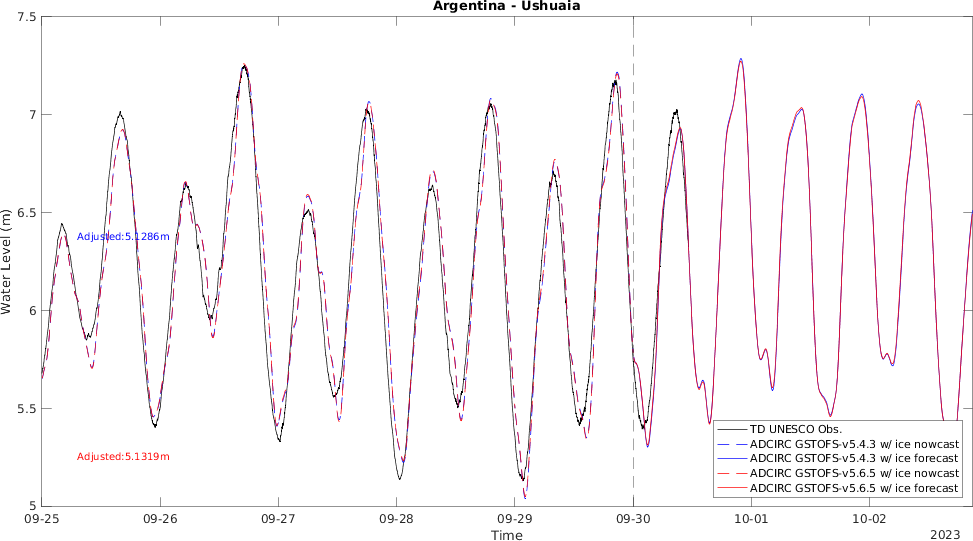 Argentina - Ushuaia
7.5
7
6.5
6
5.5
5
Water Level (m)
Adjusted:5.1286m
Adjusted:5.1319m
TD UNESCO Obs.
ADCIRC GSTOFS-v5.4.3 w/ ice nowcast
ADCIRC GSTOFS-v5.4.3 w/ ice forecast
ADCIRC GSTOFS-v5.6.5 w/ ice nowcast
ADCIRC GSTOFS-v5.6.5 w/ ice forecast
09-25 09-26 09-27 09-28 09-29 09-30 10-01 10-02
Time
2023